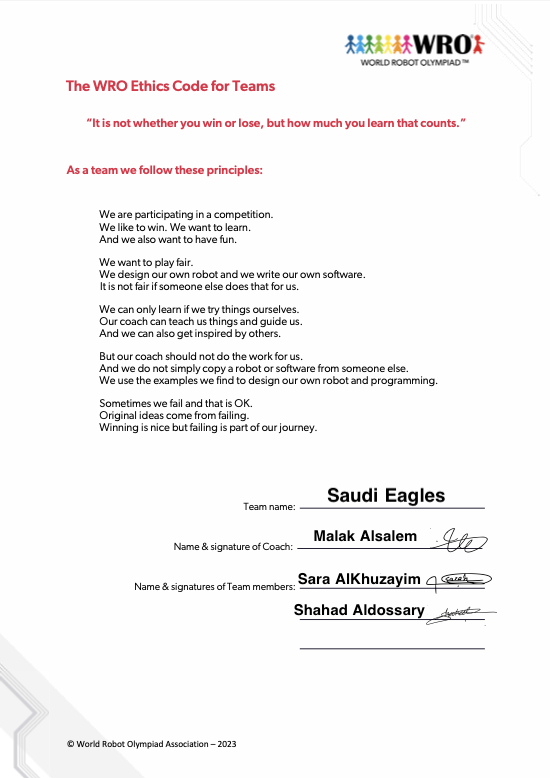 WRO
WORLD ROBOT OLYMPIAD™
The WRO Ethics Code for Teams
“It is not whether you win or lose, but how much you learn that counts.”
As a team we follow these principles:
We are participating in a competition.
We like to win. We want to learn.
And we also want to have fun.
We want to play fair.
We design our own robot and we write our own software.
It is not fair if someone else does that for us.
We can only learn if we try things ourselves.
Our coach can teach us things and guide us.
And we can also get inspired by others.
But our coach should not do the work for us.
And we do not simply copy a robot or software from someone else.
We use the examples we find to design our own robot and programming.
Sometimes we fail and that is OK.
Original ideas come from failing.
Winning is nice but failing is part of our journey.
Team name: Saudi Eagles
Name & signature of Coach: Malak Alsalem
Name & signatures of Team members: Sara AlKhuzayim Sarah
Shahad Aldossary
© World Robot Olympiad Association – 2023